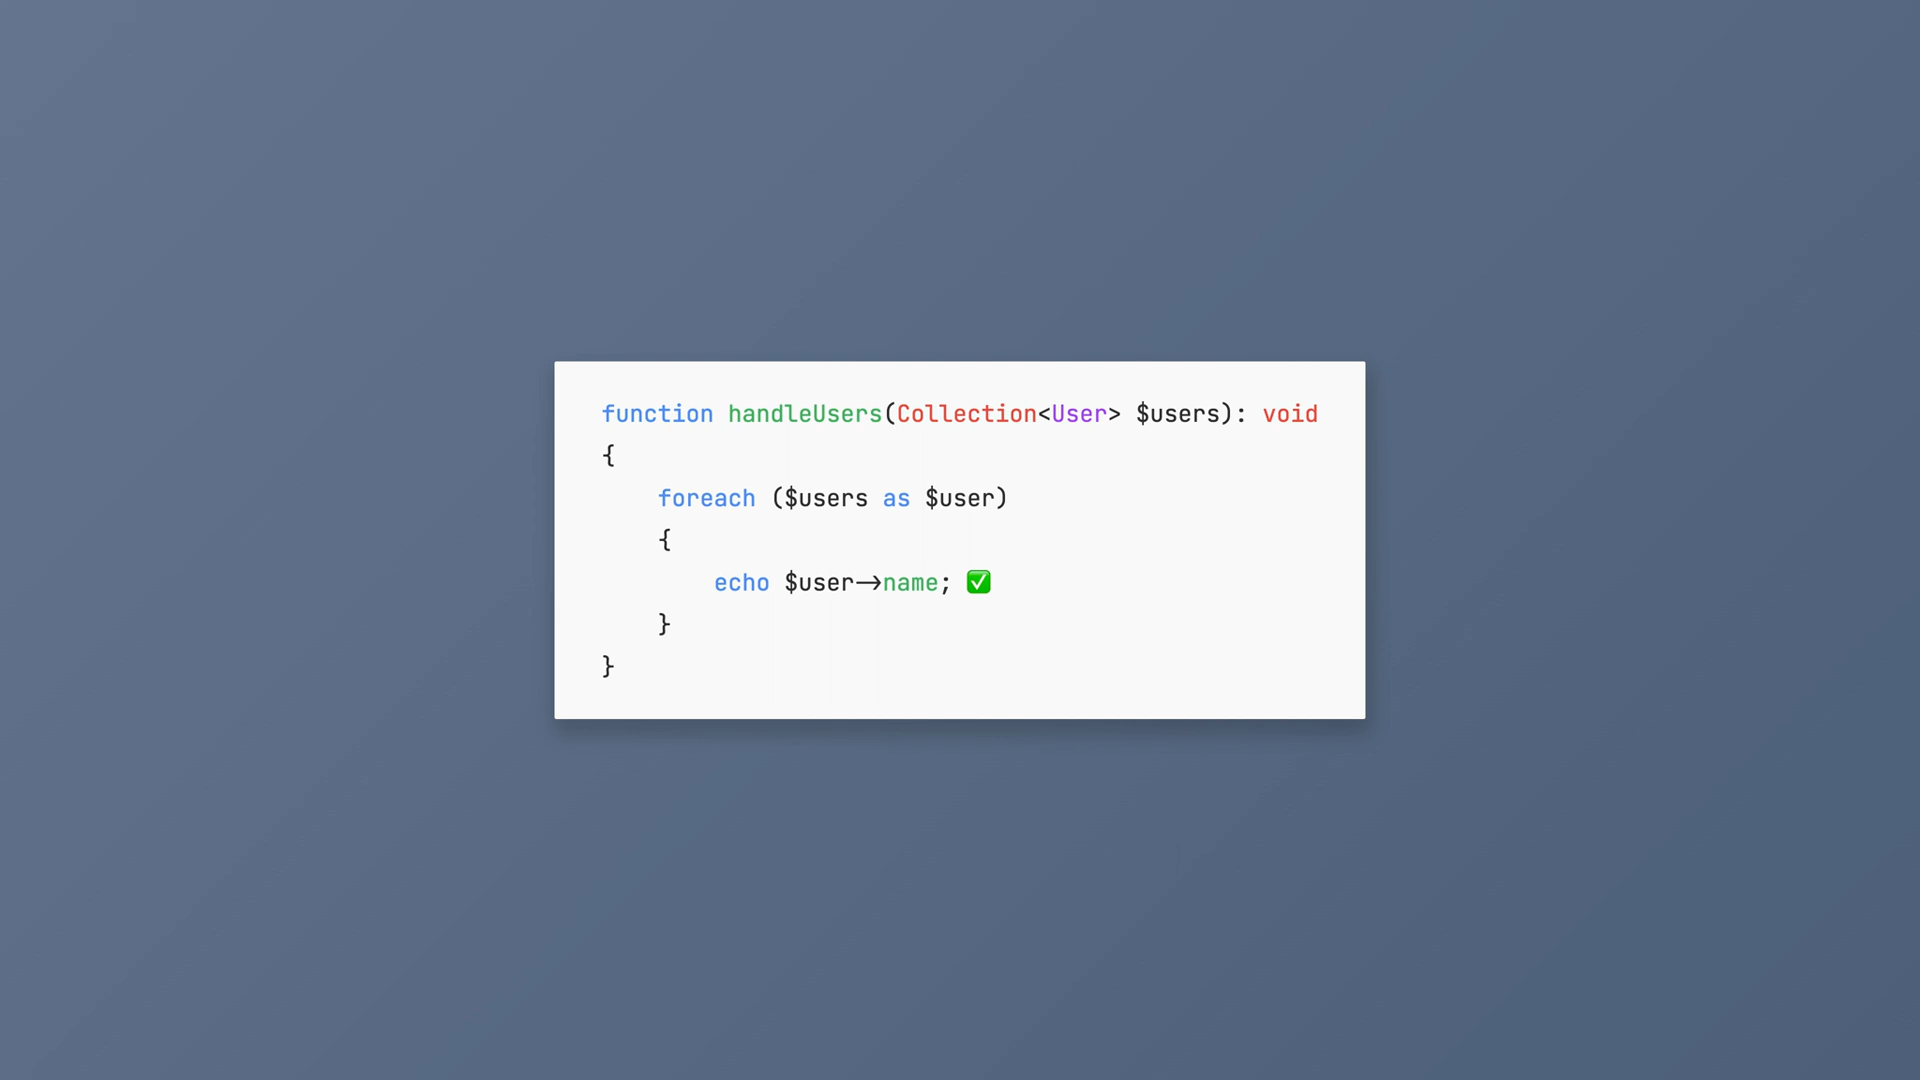 function handleUsers(Collection<User> $users): void
{
    foreach ($users as $user)
    {
        echo $user->name; ✅
    }
}